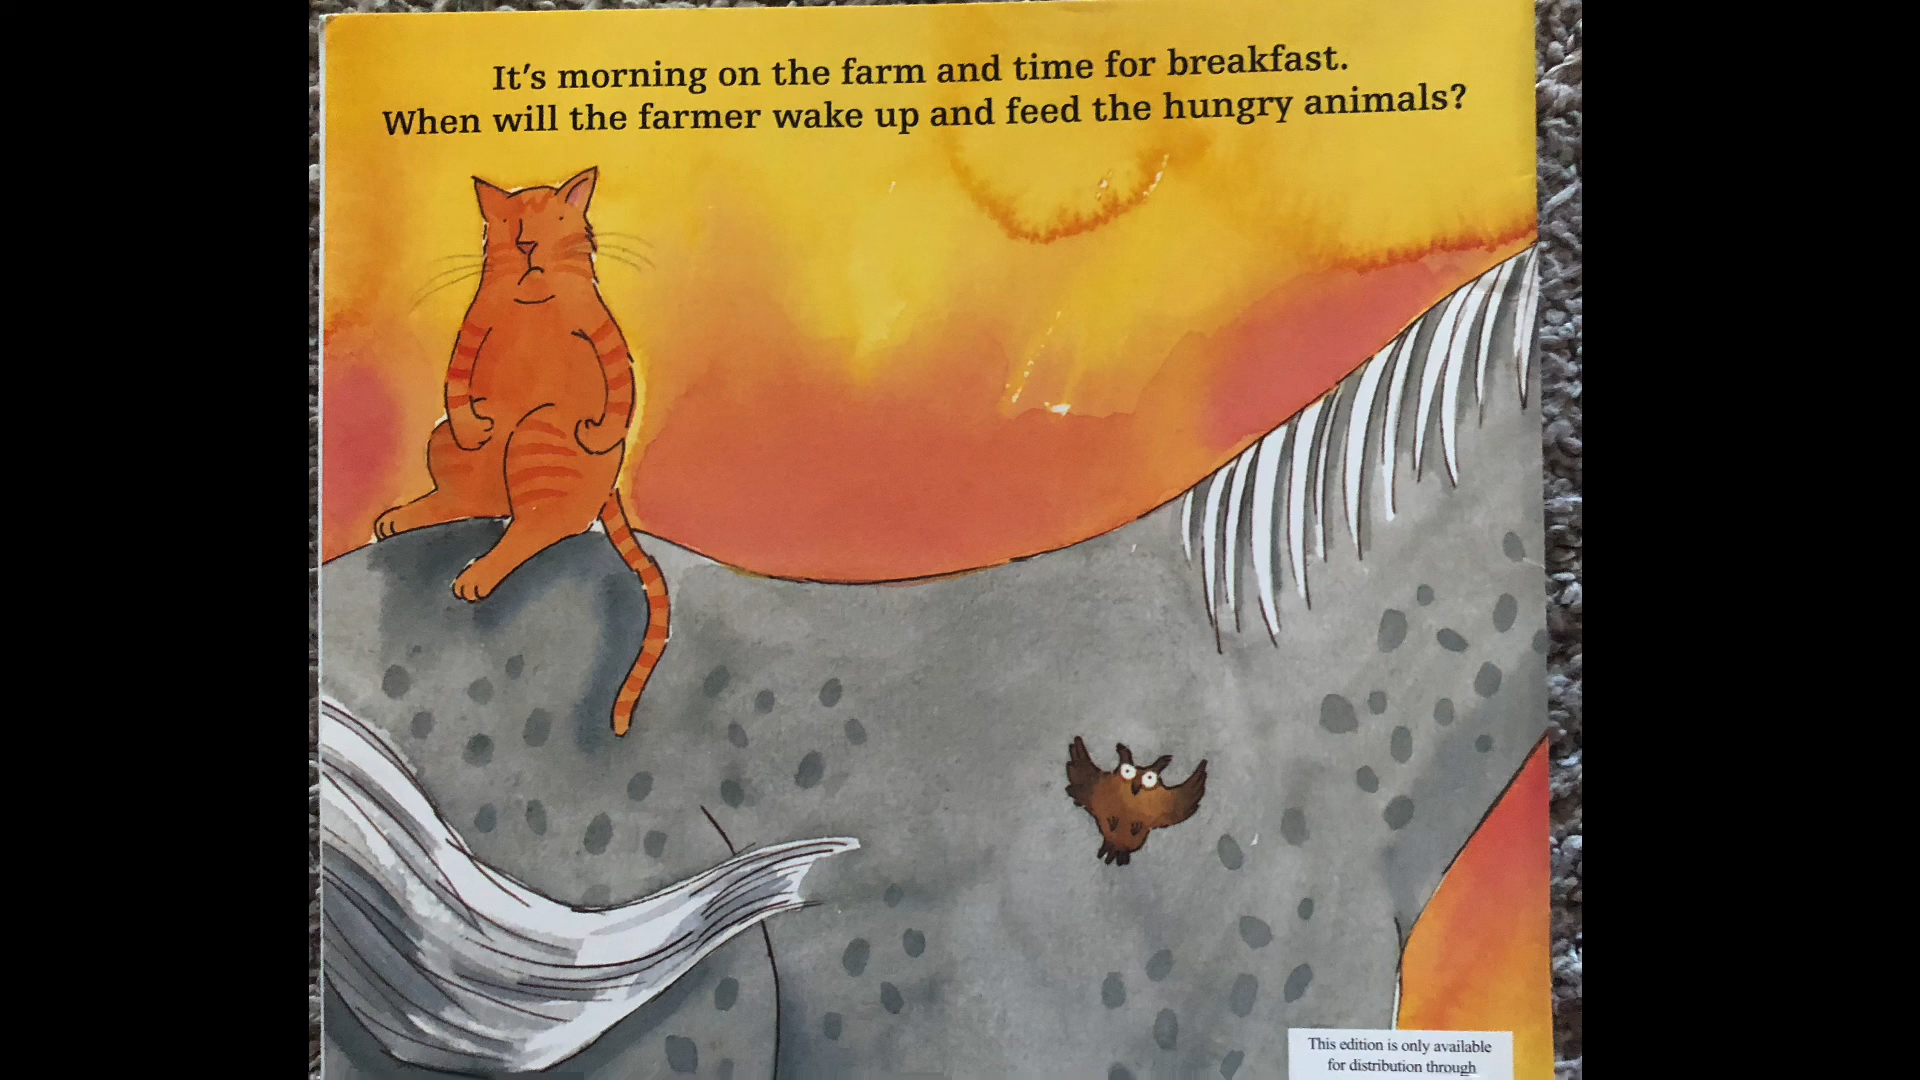 It's morning on the farm and time for breakfast.
When will the farmer wake up and feed the hungry animals?
This edition is only available
for distribution through